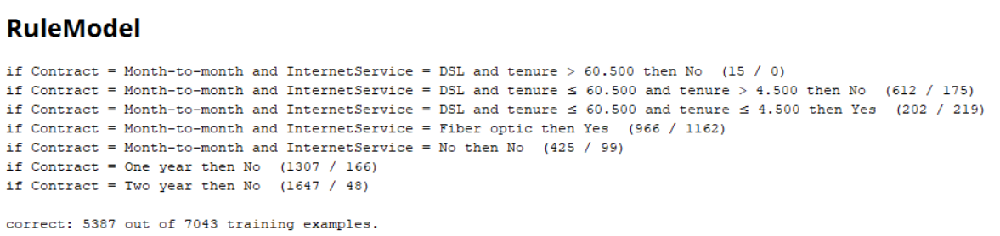 RuleModel
if Contract = Month-to-month and InternetService = DSL and tenure > 60.500 then No  (15 / 0)
if Contract = Month-to-month and InternetService = DSL and tenure ≤ 60.500 and tenure > 4.500 then No  (612 / 175)
if Contract = Month-to-month and InternetService = DSL and tenure ≤ 60.500 and tenure ≤ 4.500 then Yes  (202 / 219)
if Contract = Month-to-month and InternetService = Fiber optic then Yes  (966 / 1162)
if Contract = Month-to-month and InternetService = No then No  (425 / 99)
if Contract = One year then No  (1307 / 166)
if Contract = Two year then No  (1647 / 48)
correct: 5387 out of 7043 training examples.